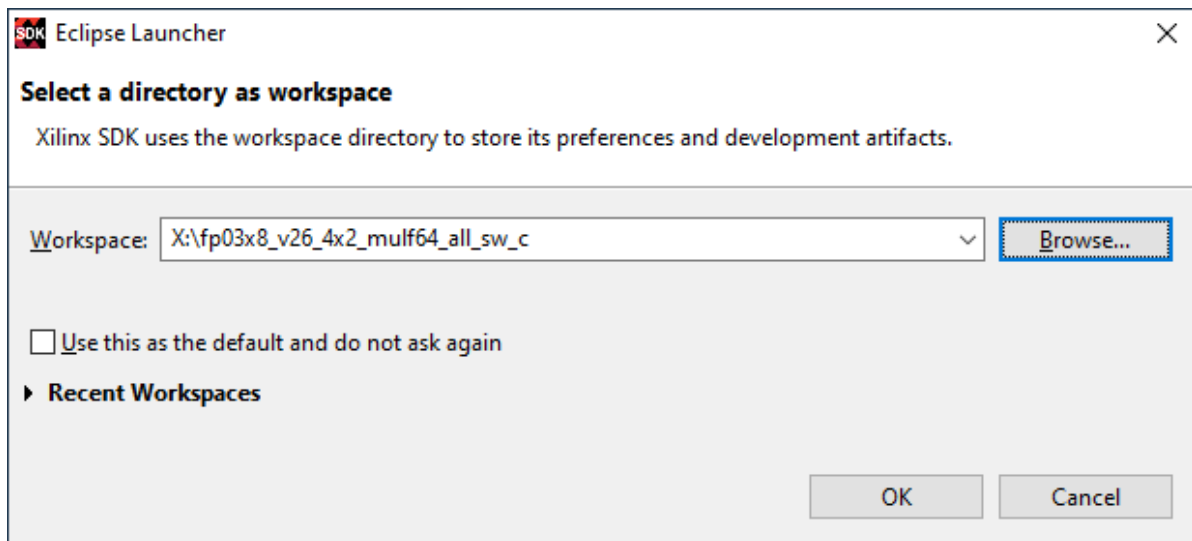 SDK Eclipse Launcher
Select a directory as workspace
Xilinx SDK uses the workspace directory to store its preferences and development artifacts.
Workspace: X:\fp03x8_v26_4x2_mulf64_all_sw_c Browse...
Use this as the default and do not ask again
Recent Workspaces
OK Cancel